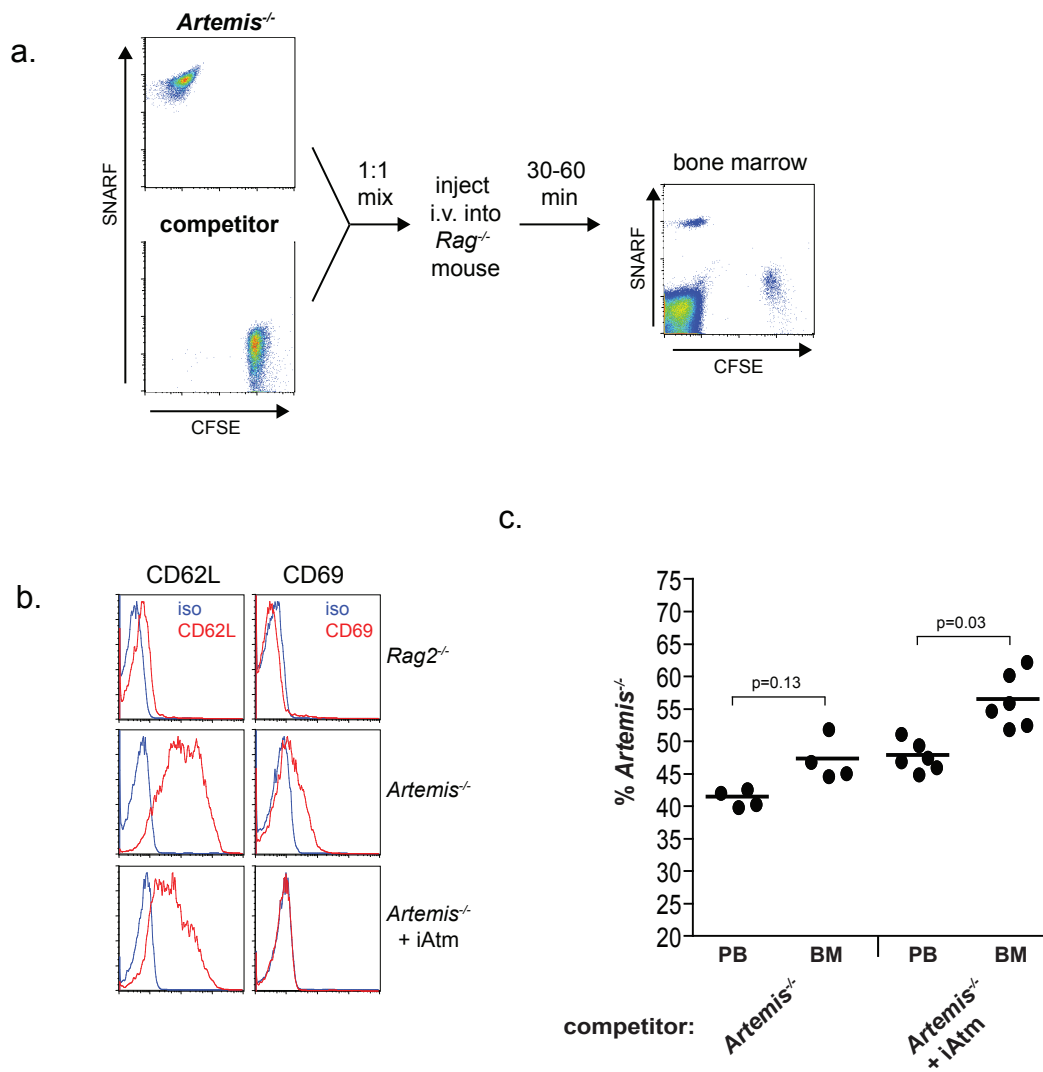 a.
Artemis-/-
SNARF
competitor
CFSE
1:1
mix
inject
i.v. into
Rag-/-
mouse
30-60
min
bone marrow
SNARF
CFSE
b.
CD62L
CD69
iso
CD62L
iso
CD69
Rag2-/-
Artemis-/-
Artemis-/-
+ iAtm
c.
% Artemis-/-
75
70
65
60
55
50
45
40
35
30
25
20
p=0.13
p=0.03
PB
BM
PB
BM
competitor:
Artemis-/-
Artemis-/-
+ iAtm